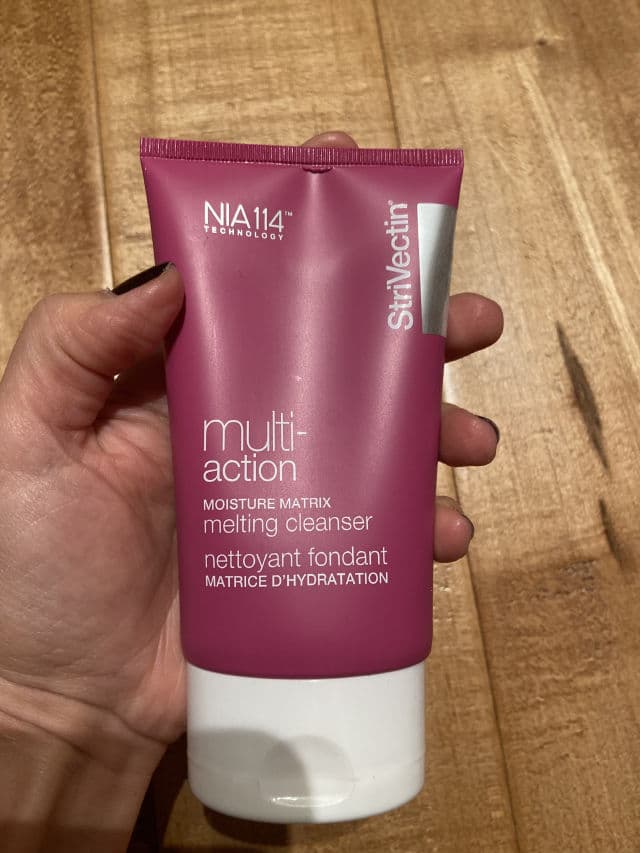 NIA114™
TECHNOLOGY
StriVectin®
multi-
action
MOISTURE MATRIX
melting cleanser
nettoyant fondant
MATRICE D'HYDRATATION